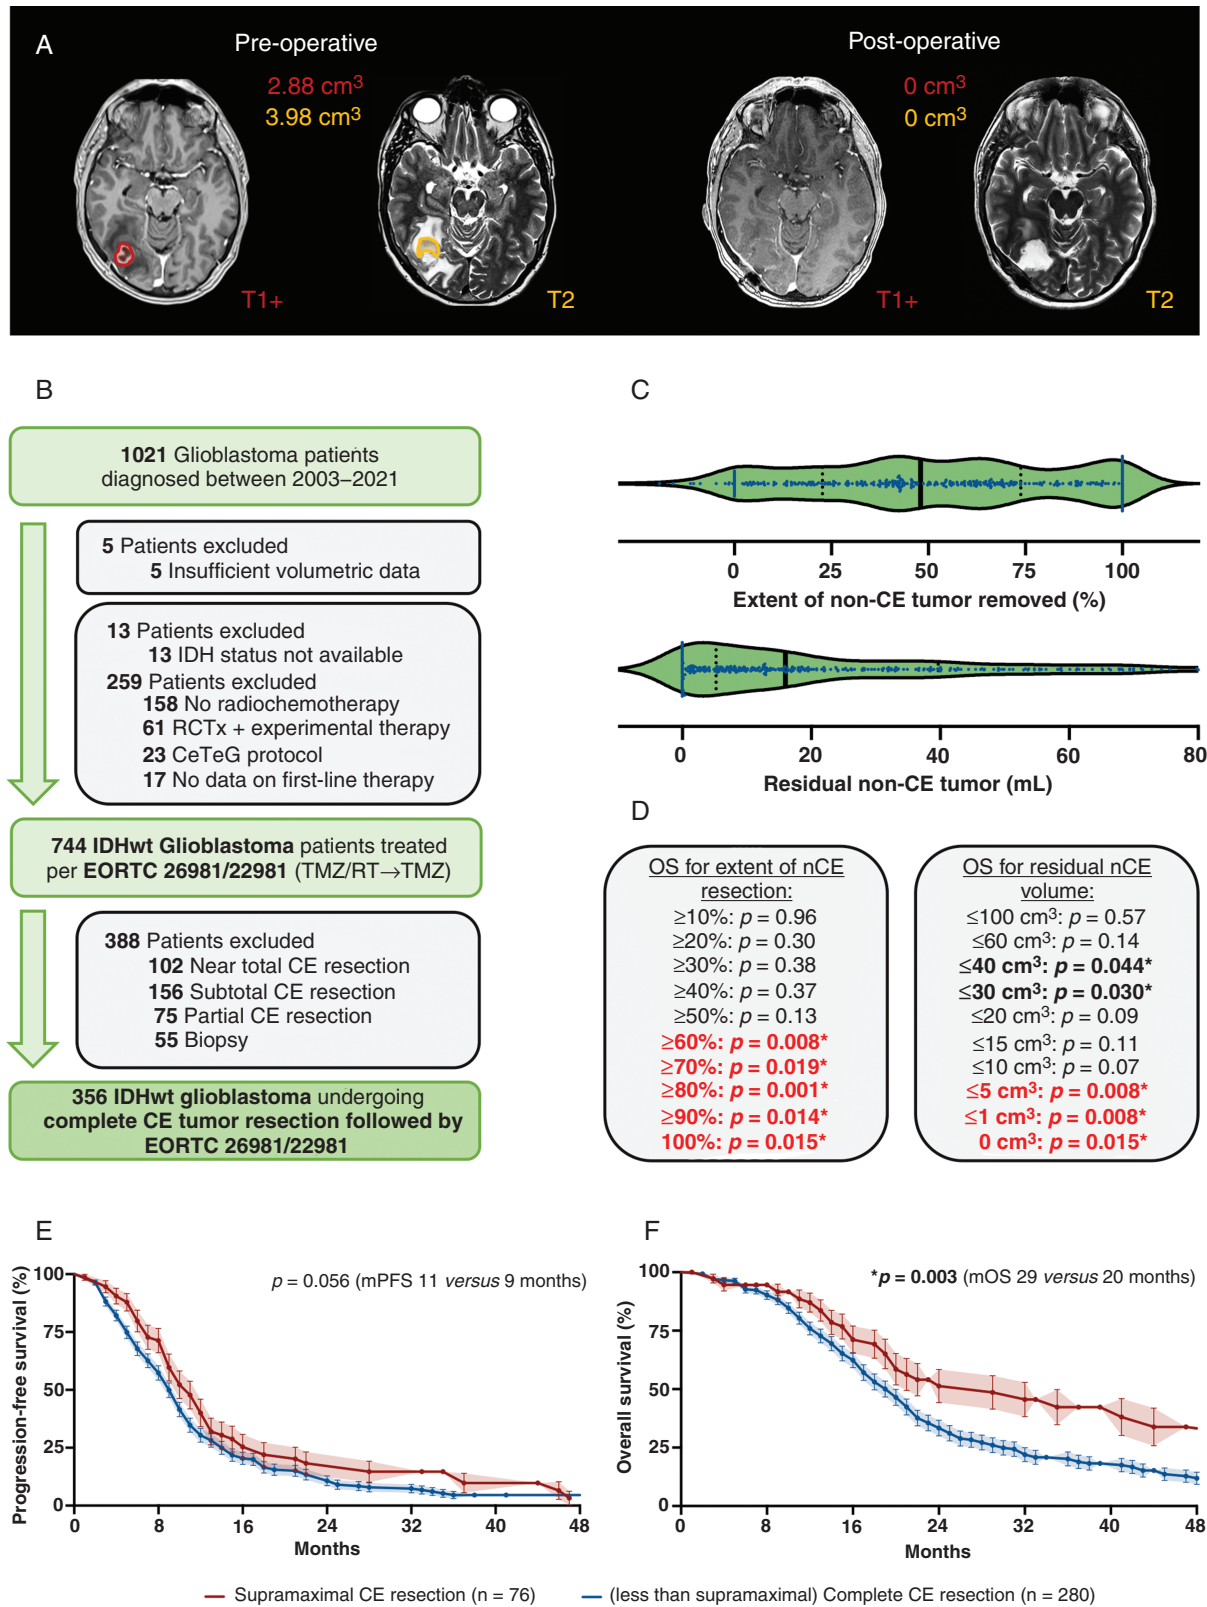 A
Pre-operative
Post-operative
2.88 cm³
3.98 cm³
0 cm³
0 cm³
T1+
T2
T1+
T2
B
1021 Glioblastoma patients
diagnosed between 2003–2021
5 Patients excluded
5 Insufficient volumetric data
13 Patients excluded
13 IDH status not available
259 Patients excluded
158 No radiochemotherapy
61 RCTx + experimental therapy
23 CeTeG protocol
17 No data on first-line therapy
744 IDHwt Glioblastoma patients treated
per EORTC 26981/22981 (TMZ/RT→TMZ)
388 Patients excluded
102 Near total CE resection
156 Subtotal CE resection
75 Partial CE resection
55 Biopsy
356 IDHwt glioblastoma undergoing
complete CE tumor resection followed by
EORTC 26981/22981
C
0 25 50 75 100
Extent of non-CE tumor removed (%)
0 20 40 60 80
Residual non-CE tumor (mL)
D
OS for extent of nCE
resection:
≥10%: p = 0.96
≥20%: p = 0.30
≥30%: p = 0.38
≥40%: p = 0.37
≥50%: p = 0.13
≥60%: p = 0.008*
≥70%: p = 0.019*
≥80%: p = 0.001*
≥90%: p = 0.014*
100%: p = 0.015*
OS for residual nCE
volume:
≤100 cm³: p = 0.57
≤60 cm³: p = 0.14
≤40 cm³: p = 0.044*
≤30 cm³: p = 0.030*
≤20 cm³: p = 0.09
≤15 cm³: p = 0.11
≤10 cm³: p = 0.07
≤5 cm³: p = 0.008*
≤1 cm³: p = 0.008*
0 cm³: p = 0.015*
E
p = 0.056 (mPFS 11 versus 9 months)
Progression-free survival (%)
100
75
50
25
0
0 8 16 24 32 40 48
Months
F
*p = 0.003 (mOS 29 versus 20 months)
Overall survival (%)
100
75
50
25
0
0 8 16 24 32 40 48
Months
Supramaximal CE resection (n = 76)
(less than supramaximal) Complete CE resection (n = 280)